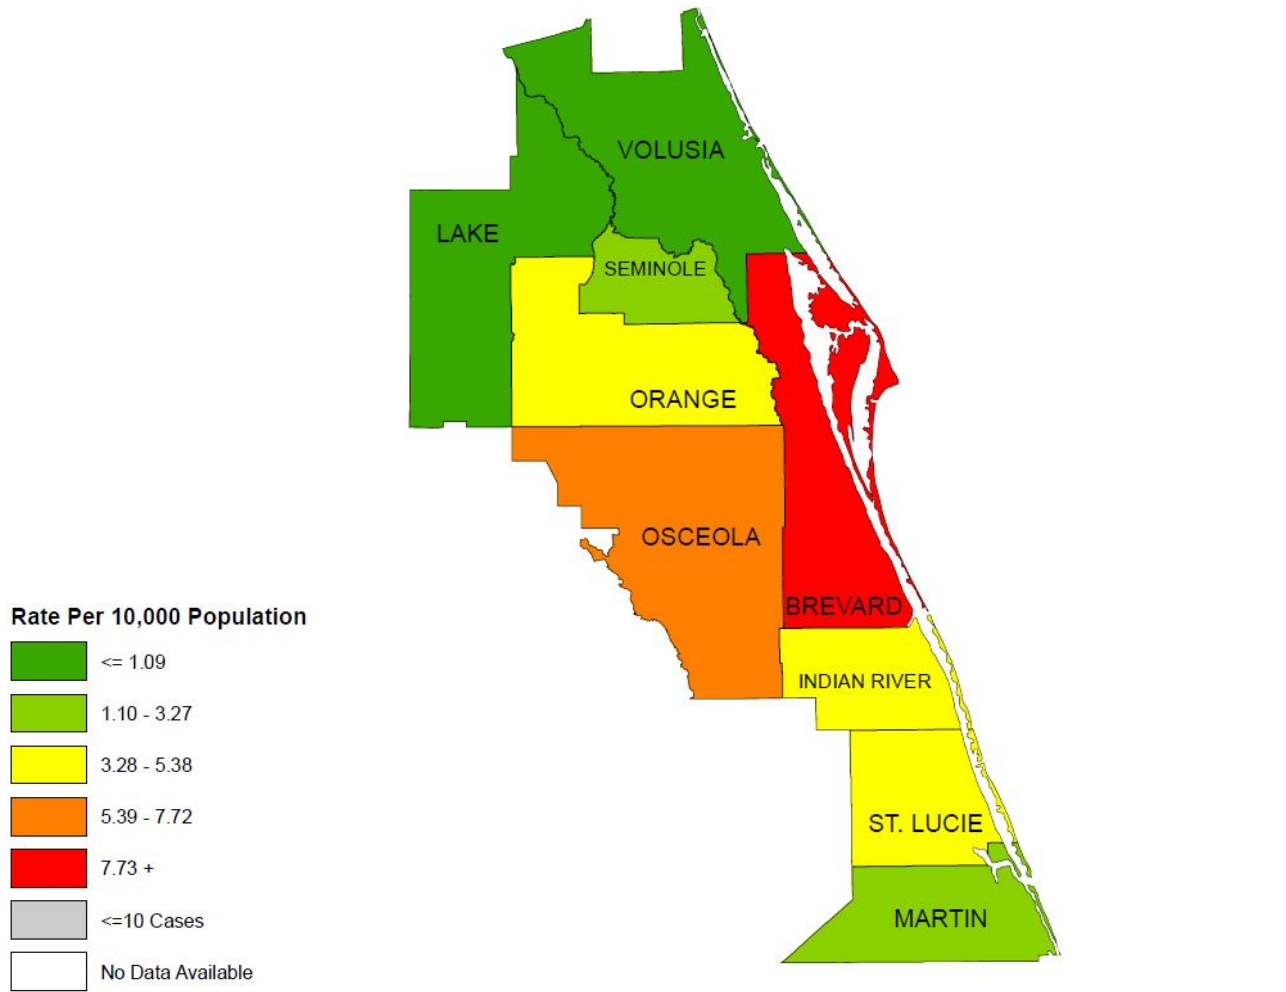 VOLUSIA
LAKE
SEMINOLE
ORANGE
OSCEOLA
BREVARD
INDIAN RIVER
ST. LUCIE
MARTIN
Rate Per 10,000 Population
<= 1.09
1.10 - 3.27
3.28 - 5.38
5.39 - 7.72
7.73 +
<=10 Cases
No Data Available